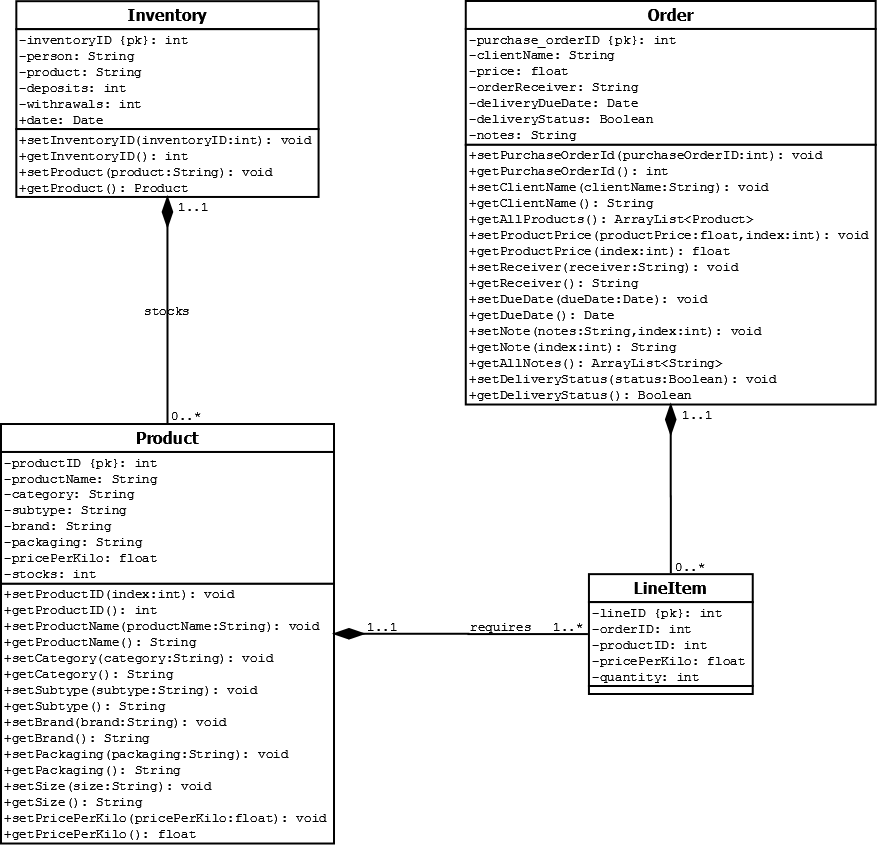 Inventory
-inventoryID {pk}: int
-person: String
-product: String
-deposits: int
-withrawals: int
+date: Date
+setInventoryID(inventoryID:int): void
+getInventoryID(): int
+setProduct(product:String): void
+getProduct(): Product
1..1
stocks
0..*
Order
-purchase_orderID {pk}: int
-clientName: String
-price: float
-orderReceiver: String
-deliveryDueDate: Date
-deliveryStatus: Boolean
-notes: String
+setPurchaseOrderId(purchaseOrderID:int): void
+getPurchaseOrderId(): int
+setClientName(clientName:String): void
+getClientName(): String
+getAllProducts(): ArrayList<Product>
+setProductPrice(productPrice:float,index:int): void
+getProductPrice(index:int): float
+setReceiver(receiver:String): void
+getReceiver(): String
+setDueDate(dueDate:Date): void
+getDueDate(): Date
+setNote(notes:String,index:int): void
+getNote(index:int): String
+getAllNotes(): ArrayList<String>
+setDeliveryStatus(status:Boolean): void
+getDeliveryStatus(): Boolean
1..1
0..*
Product
-productID {pk}: int
-productName: String
-category: String
-subtype: String
-brand: String
-packaging: String
-pricePerKilo: float
-stocks: int
+setProductID(index:int): void
+getProductID(): int
+setProductName(productName:String): void
+getProductName(): String
+setCategory(category:String): void
+getCategory(): String
+setSubtype(subtype:String): void
+getSubtype(): String
+setBrand(brand:String): void
+getBrand(): String
+setPackaging(packaging:String): void
+getPackaging(): String
+setSize(size:String): void
+getSize(): String
+setPricePerKilo(pricePerKilo:float): void
+getPricePerKilo(): float
1..1 requires 1..*
LineItem
-lineID {pk}: int
-orderID: int
-productID: int
-pricePerKilo: float
-quantity: int